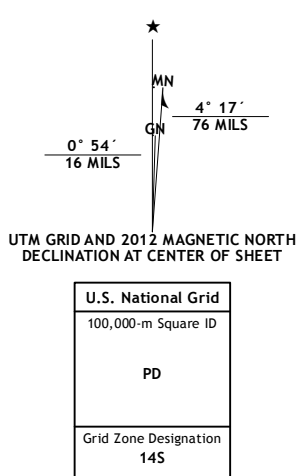 ★
MN
GN
4° 17´
76 MILS
0° 54´
16 MILS
UTM GRID AND 2012 MAGNETIC NORTH
DECLINATION AT CENTER OF SHEET
U.S. National Grid
100,000-m Square ID
PD
Grid Zone Designation
14S